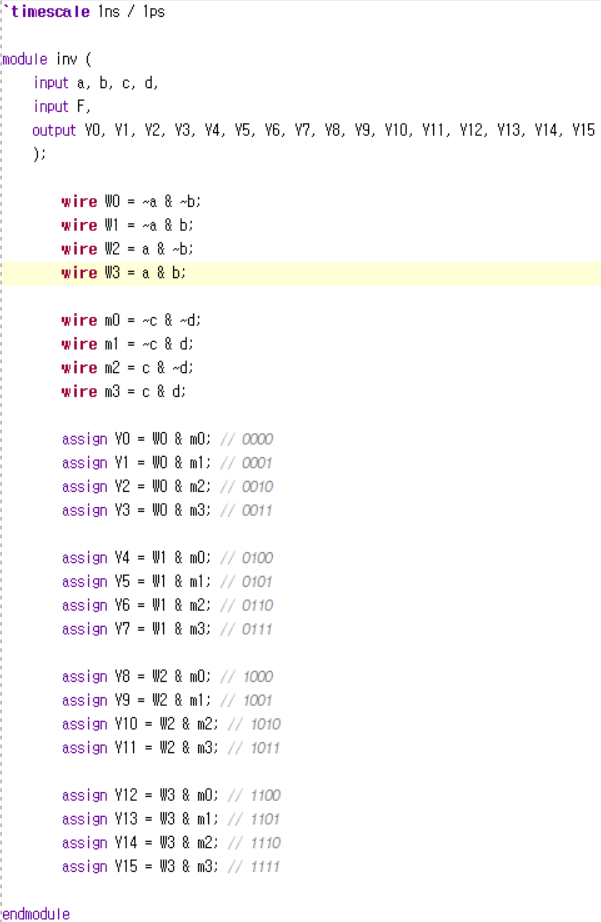 `timescale 1ns / 1ps
module inv (
input a, b, c, d,
input F,
output Y0, Y1, Y2, Y3, Y4, Y5, Y6, Y7, Y8, Y9, Y10, Y11, Y12, Y13, Y14, Y15
);
wire W0 = ~a & ~b;
wire W1 = ~a & b;
wire W2 = a & ~b;
wire W3 = a & b;
wire m0 = ~c & ~d;
wire m1 = ~c & d;
wire m2 = c & ~d;
wire m3 = c & d;
assign Y0 = W0 & m0; // 0000
assign Y1 = W0 & m1; // 0001
assign Y2 = W0 & m2; // 0010
assign Y3 = W0 & m3; // 0011
assign Y4 = W1 & m0; // 0100
assign Y5 = W1 & m1; // 0101
assign Y6 = W1 & m2; // 0110
assign Y7 = W1 & m3; // 0111
assign Y8 = W2 & m0; // 1000
assign Y9 = W2 & m1; // 1001
assign Y10 = W2 & m2; // 1010
assign Y11 = W2 & m3; // 1011
assign Y12 = W3 & m0; // 1100
assign Y13 = W3 & m1; // 1101
assign Y14 = W3 & m2; // 1110
assign Y15 = W3 & m3; // 1111
endmodule